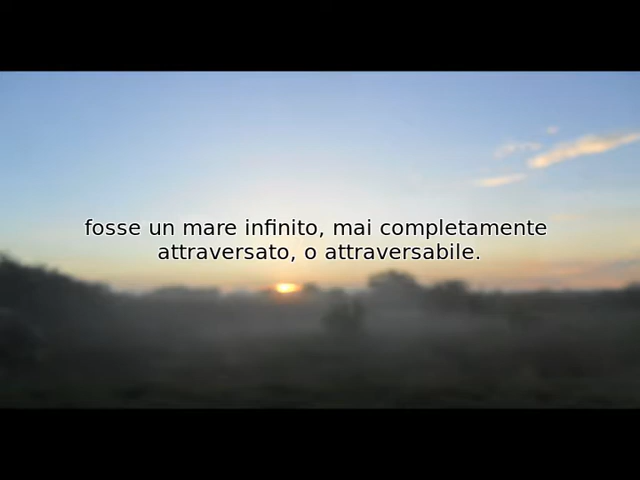 fosse un mare infinito, mai completamente
attraversato, o attraversabile.